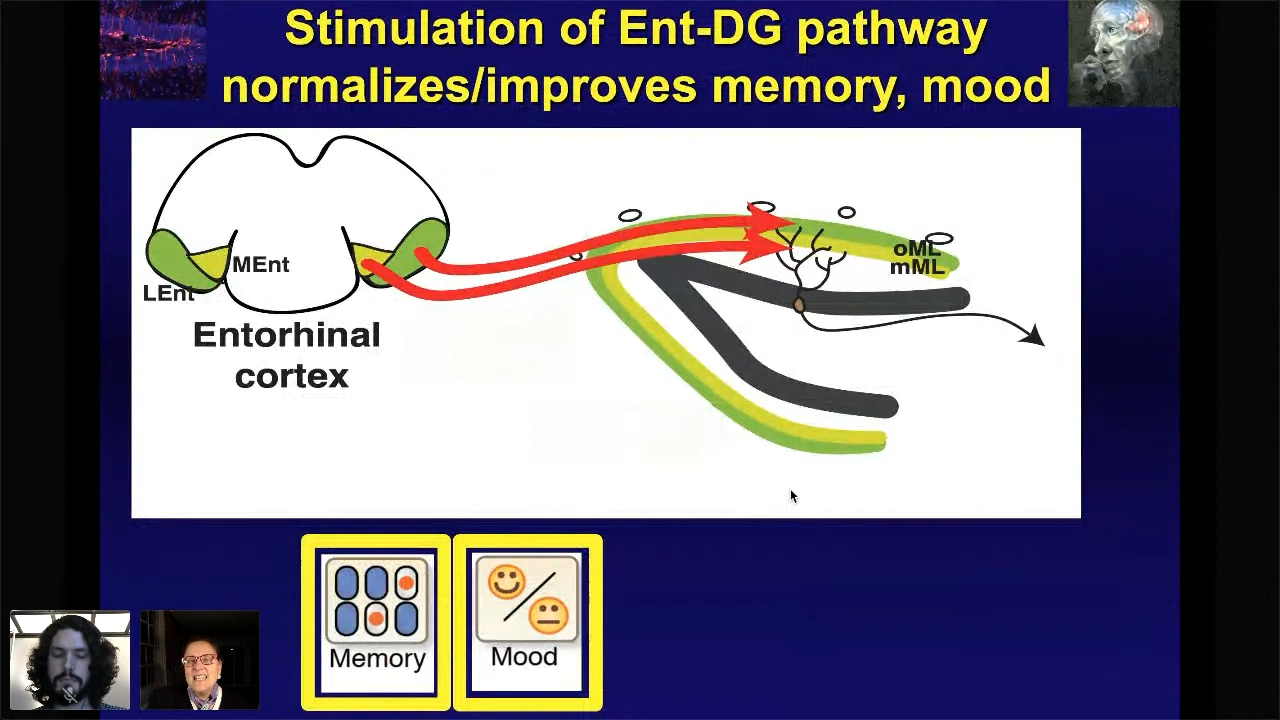 Stimulation of Ent-DG pathway
normalizes/improves memory, mood
MEnt
LEnt
Entorhinal
cortex
oML
mML
Memory
Mood